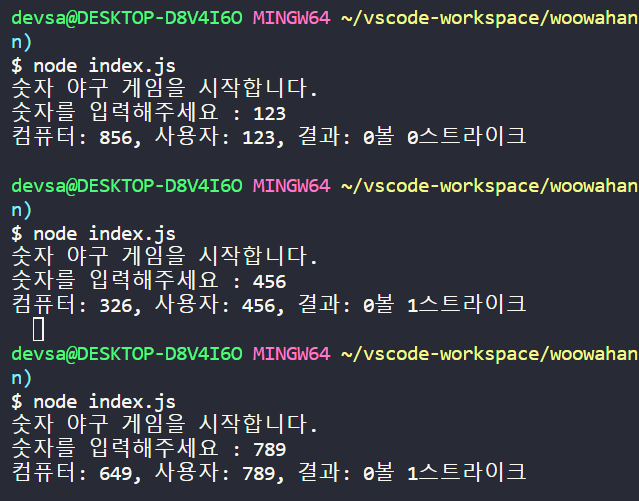 devsa@DESKTOP-D8V4I6O MINGW64 ~/vscode-workspace/woowahan
n)
$ node index.js
숫자 야구 게임을 시작합니다.
숫자를 입력해주세요 : 123
컴퓨터: 856, 사용자: 123, 결과: 0볼 0스트라이크
devsa@DESKTOP-D8V4I6O MINGW64 ~/vscode-workspace/woowahan
n)
$ node index.js
숫자 야구 게임을 시작합니다.
숫자를 입력해주세요 : 456
컴퓨터: 326, 사용자: 456, 결과: 0볼 1스트라이크
devsa@DESKTOP-D8V4I6O MINGW64 ~/vscode-workspace/woowahan
n)
$ node index.js
숫자 야구 게임을 시작합니다.
숫자를 입력해주세요 : 789
컴퓨터: 649, 사용자: 789, 결과: 0볼 1스트라이크